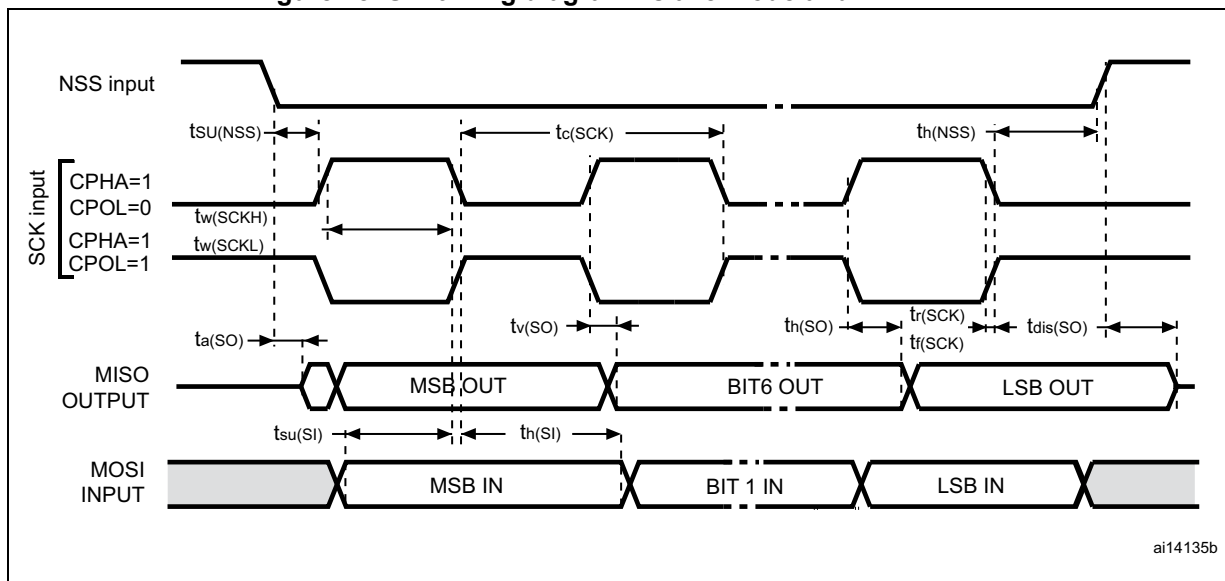 NSS input
tSU(NSS)
tc(SCK)
th(NSS)
SCK input
CPHA=1
CPOL=0
tw(SCKH)
CPHA=1
tw(SCKL)
CPOL=1
ta(SO)
tv(SO)
th(SO)
tr(SCK)
tf(SCK)
tdis(SO)
MISO
OUTPUT
MSB OUT
BIT6 OUT
LSB OUT
tsu(SI)
th(SI)
MOSI
INPUT
MSB IN
BIT 1 IN
LSB IN
ai14135b